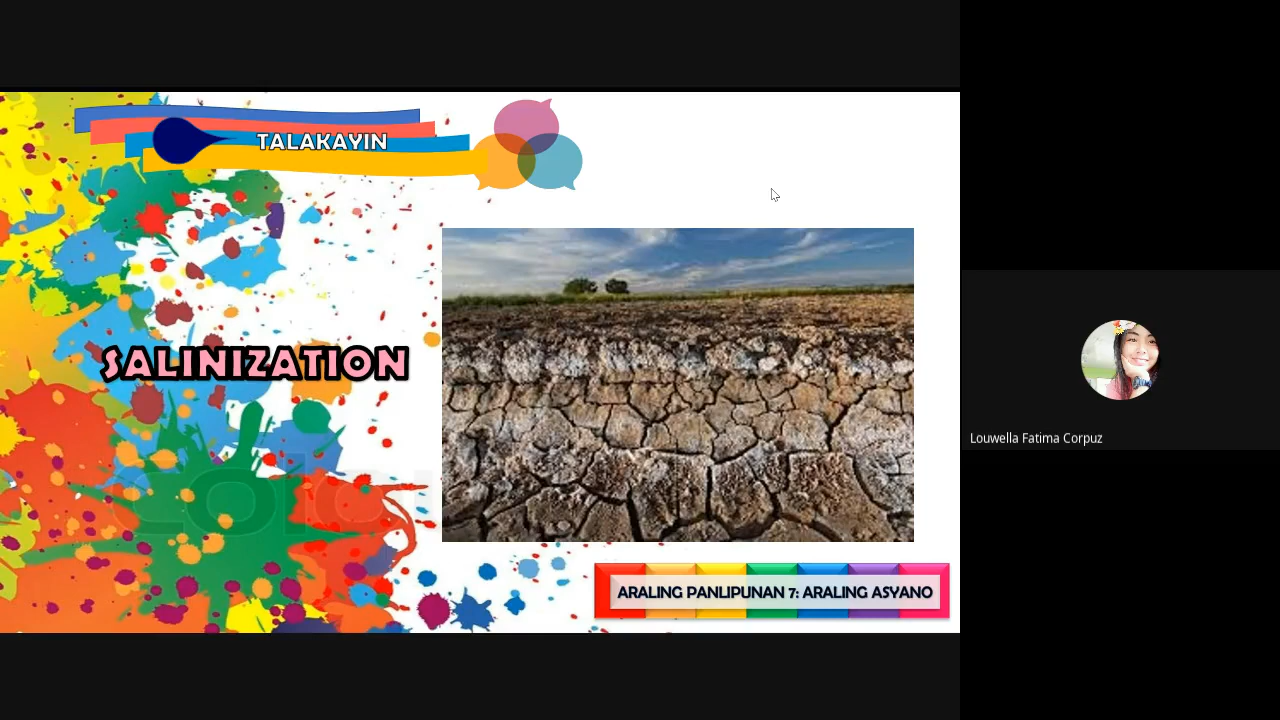 TALAKAYIN
SALINIZATION
ARALING PANLIPUNAN 7: ARALING ASYANO
Louwella Fatima Corpuz